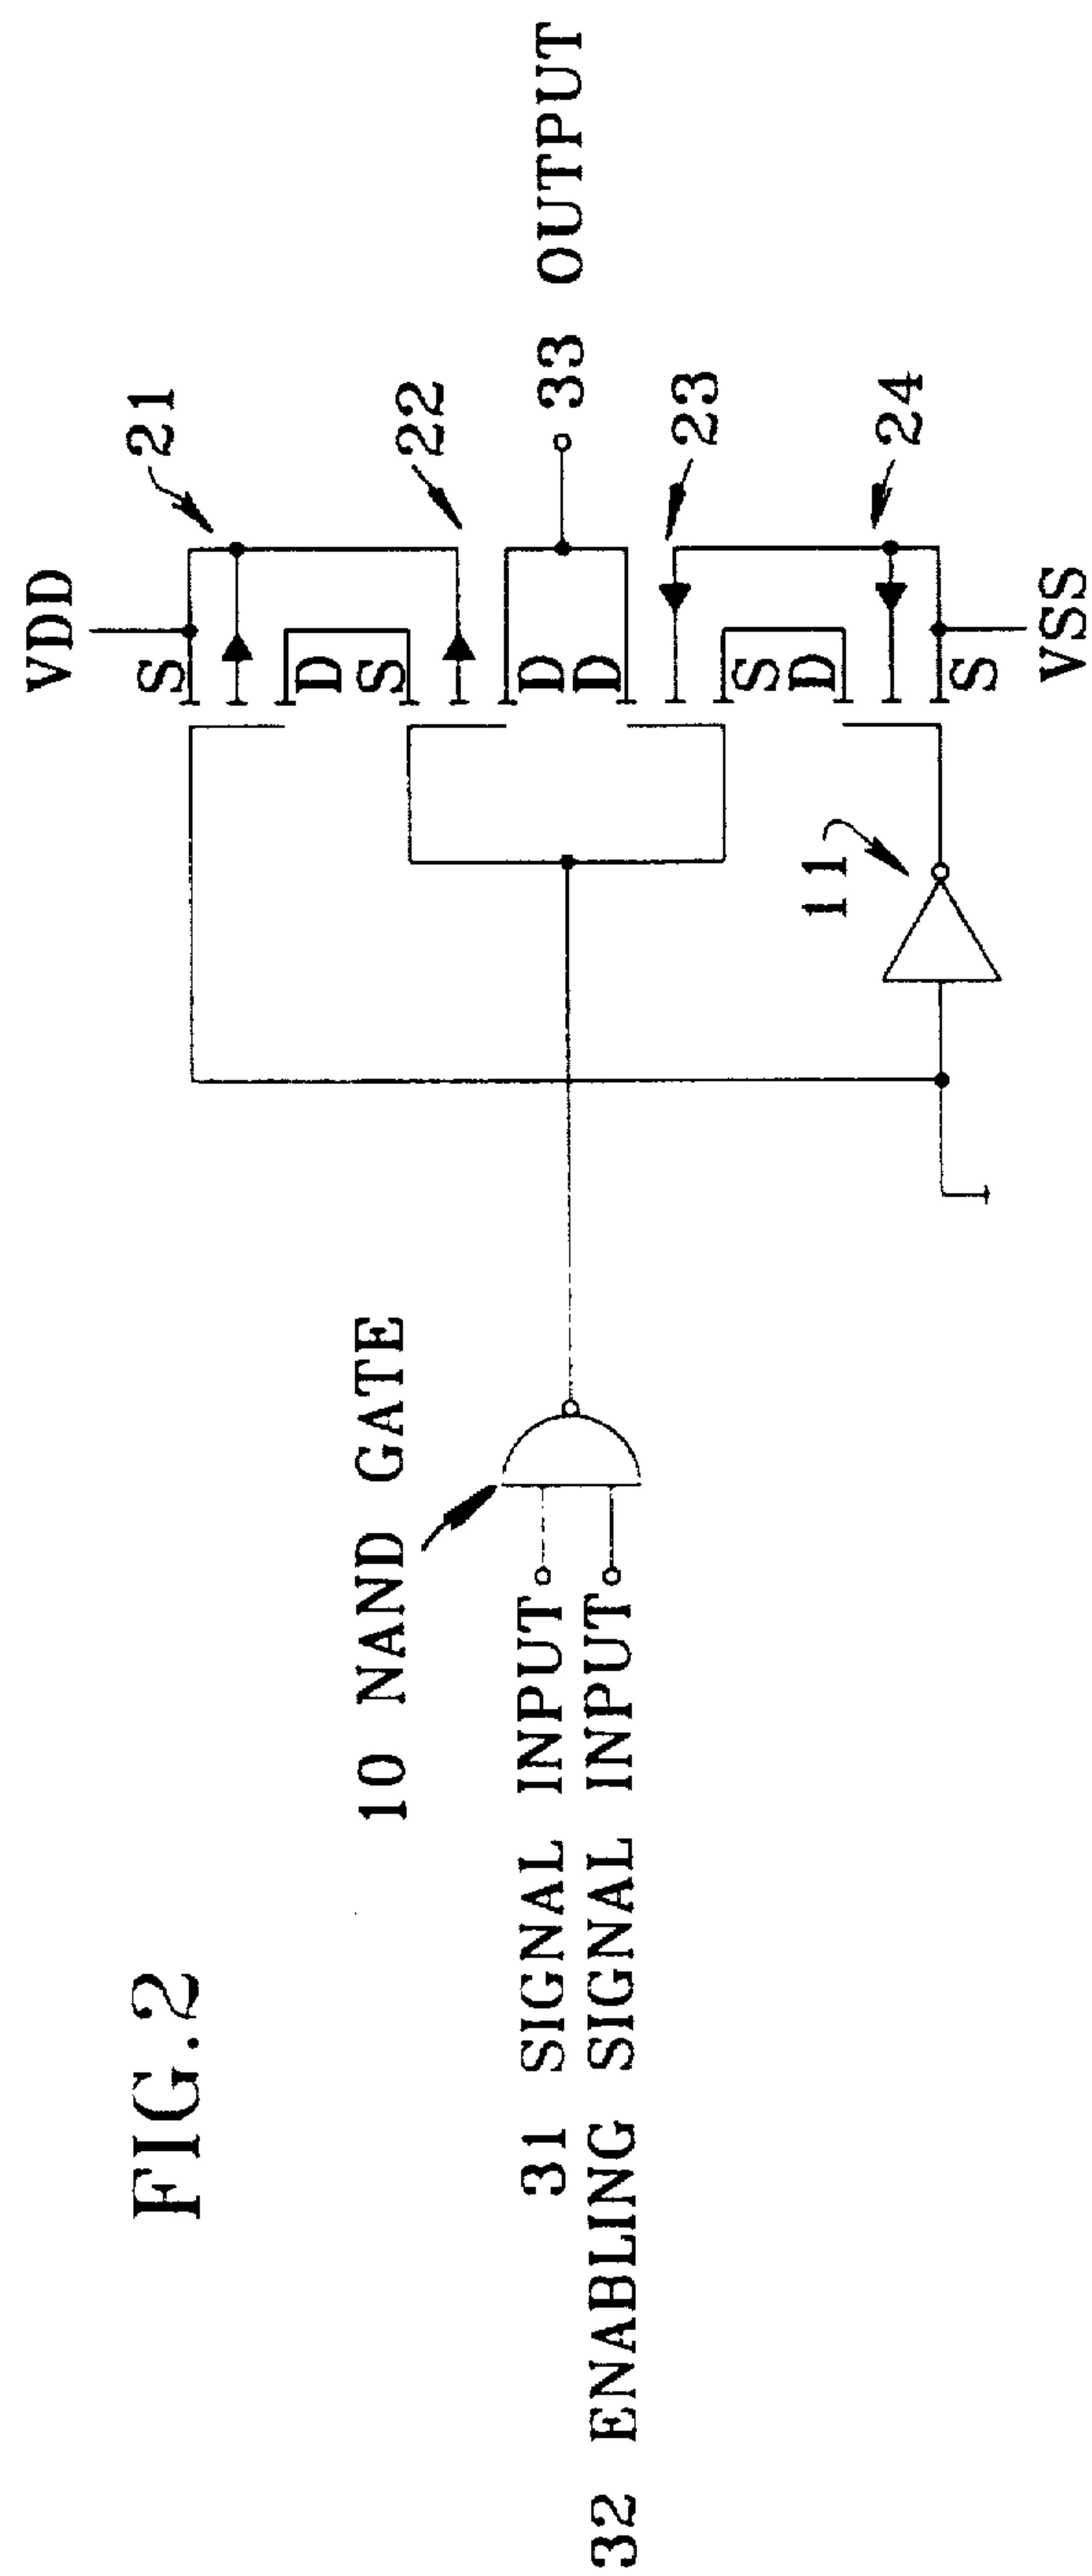 FIG.2
10 NAND GATE
31 SIGNAL INPUT
32 ENABLING SIGNAL INPUT
11
VDD
S
D
S
D
D
S
D
S
VSS
21
22
23
24
33 OUTPUT